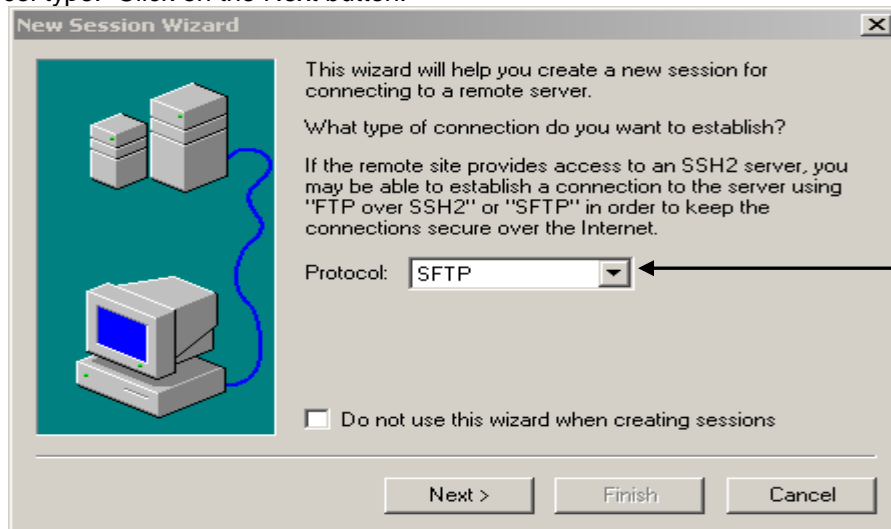 type. Click on the Next button.
New Session Wizard
This wizard will help you create a new session for
connecting to a remote server.
What type of connection do you want to establish?
If the remote site provides access to an SSH2 server, you
may be able to establish a connection to the server using
"FTP over SSH2" or "SFTP" in order to keep the
connections secure over the Internet.
Protocol: SFTP
Do not use this wizard when creating sessions
Next > Finish Cancel